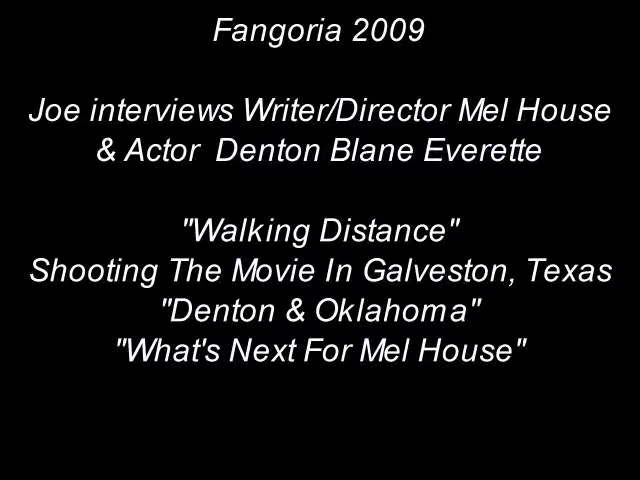 Fangoria 2009
Joe interviews Writer/Director Mel House
& Actor Denton Blane Everette
"Walking Distance"
Shooting The Movie In Galveston, Texas
"Denton & Oklahoma"
"What's Next For Mel House"